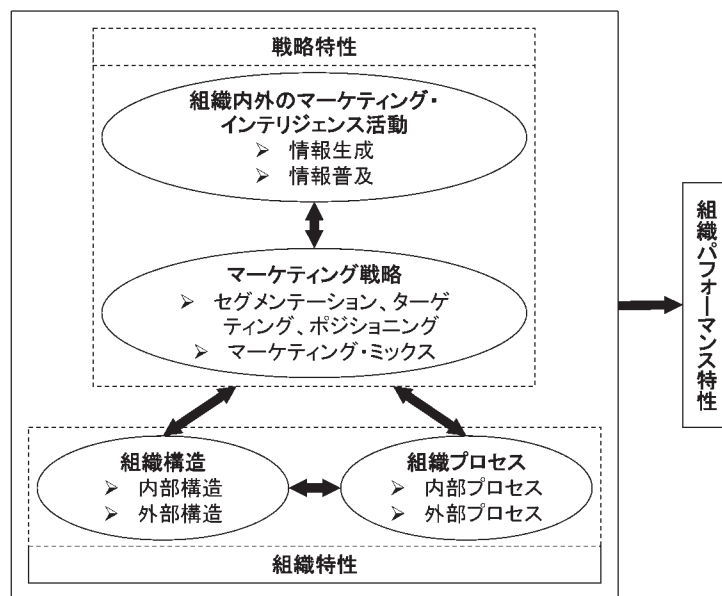 戦略特性
組織内外のマーケティング・
インテリジェンス活動
➢ 情報生成
➢ 情報普及
マーケティング戦略
➢ セグメンテーション、ターゲ
ティング、ポジショニング
➢ マーケティング・ミックス
組織構造
➢ 内部構造
➢ 外部構造
組織プロセス
➢ 内部プロセス
➢ 外部プロセス
組織特性
組織パフォーマンス特性